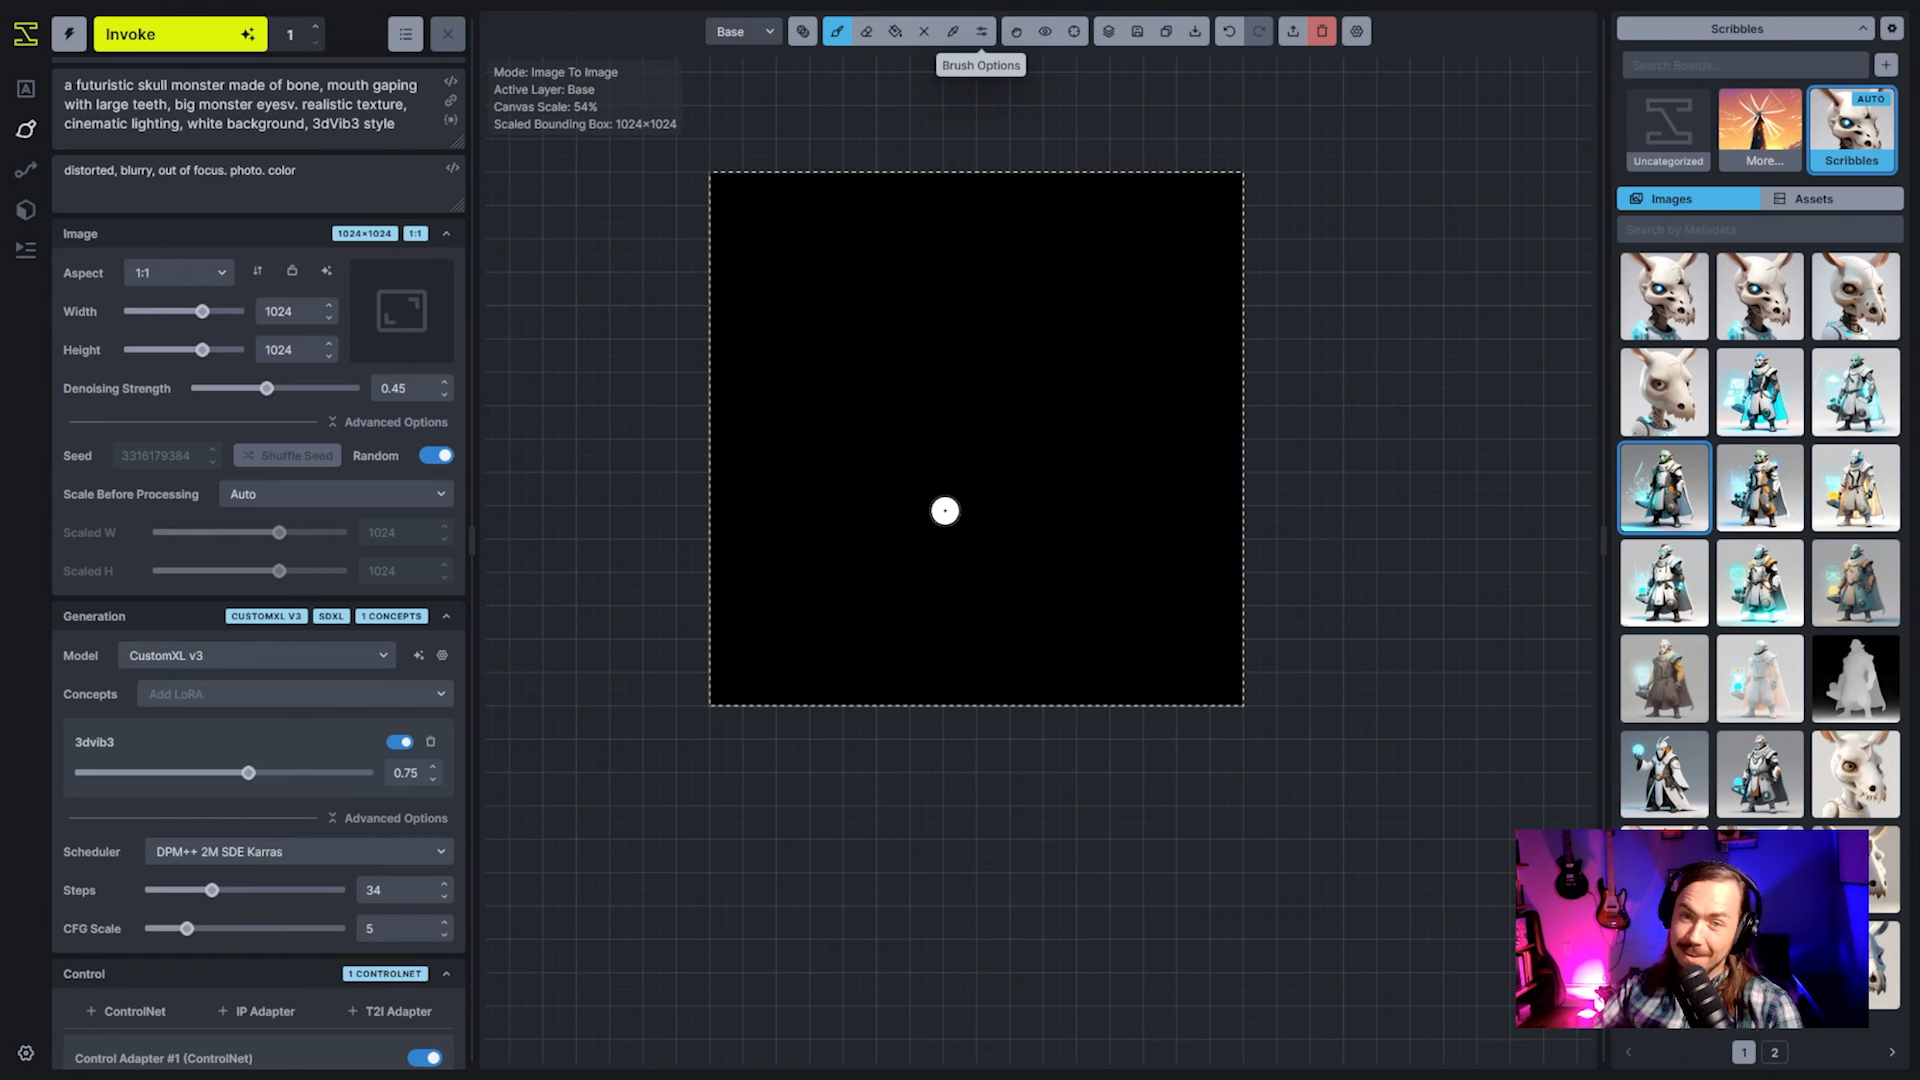 Invoke
1
a futuristic skull monster made of bone, mouth gaping
with large teeth, big monster eyesv. realistic texture,
cinematic lighting, white background, 3dVib3 style
distorted, blurry, out of focus. photo. color
Image
1024×1024
1:1
Aspect
1:1
Width
1024
Height
1024
Denoising Strength
0.45
Advanced Options
Seed
3316179384
Shuffle Seed
Random
Scale Before Processing
Auto
Scaled W
1024
Scaled H
1024
Generation
CUSTOMXL V3
SDXL
1 CONCEPTS
Model
CustomXL v3
Concepts
Add LoRA
3dvib3
0.75
Advanced Options
Scheduler
DPM++ 2M SDE Karras
Steps
34
CFG Scale
5
Control
1 CONTROLNET
+ ControlNet
+ IP Adapter
+ T2I Adapter
Control Adapter #1 (ControlNet)
Base
Brush Options
Mode: Image To Image
Active Layer: Base
Canvas Scale: 54%
Scaled Bounding Box: 1024×1024
Scribbles
Search Boards...
AUTO
Uncategorized
More...
Scribbles
Images
Assets
Search by Metadata
1
2